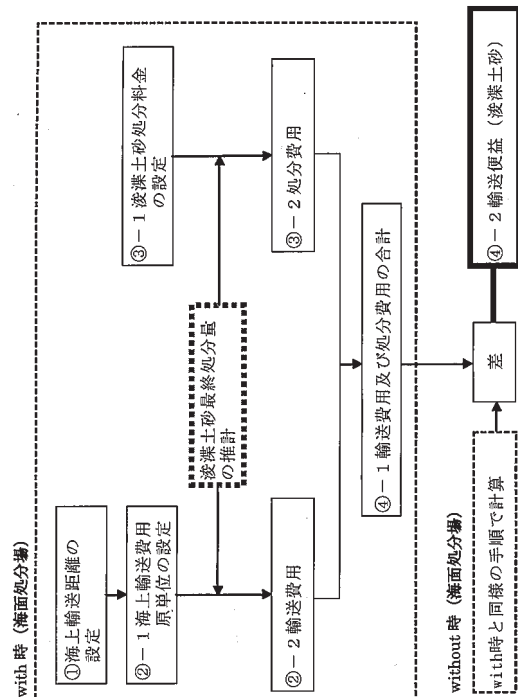 with 時 (海面処分場)
①海上輸送距離の
設定
②-1 海上輸送費用
原単位の設定
浚渫土砂最終処分量
の推計
③-1 浚渫土砂処分料金
の設定
②-2 輸送費用
③-2 処分費用
④-1 輸送費用及び処分費用の合計
without 時 (海面処分場)
with時と同様の手順で計算
差
④-2 輸送便益 (浚渫土砂)